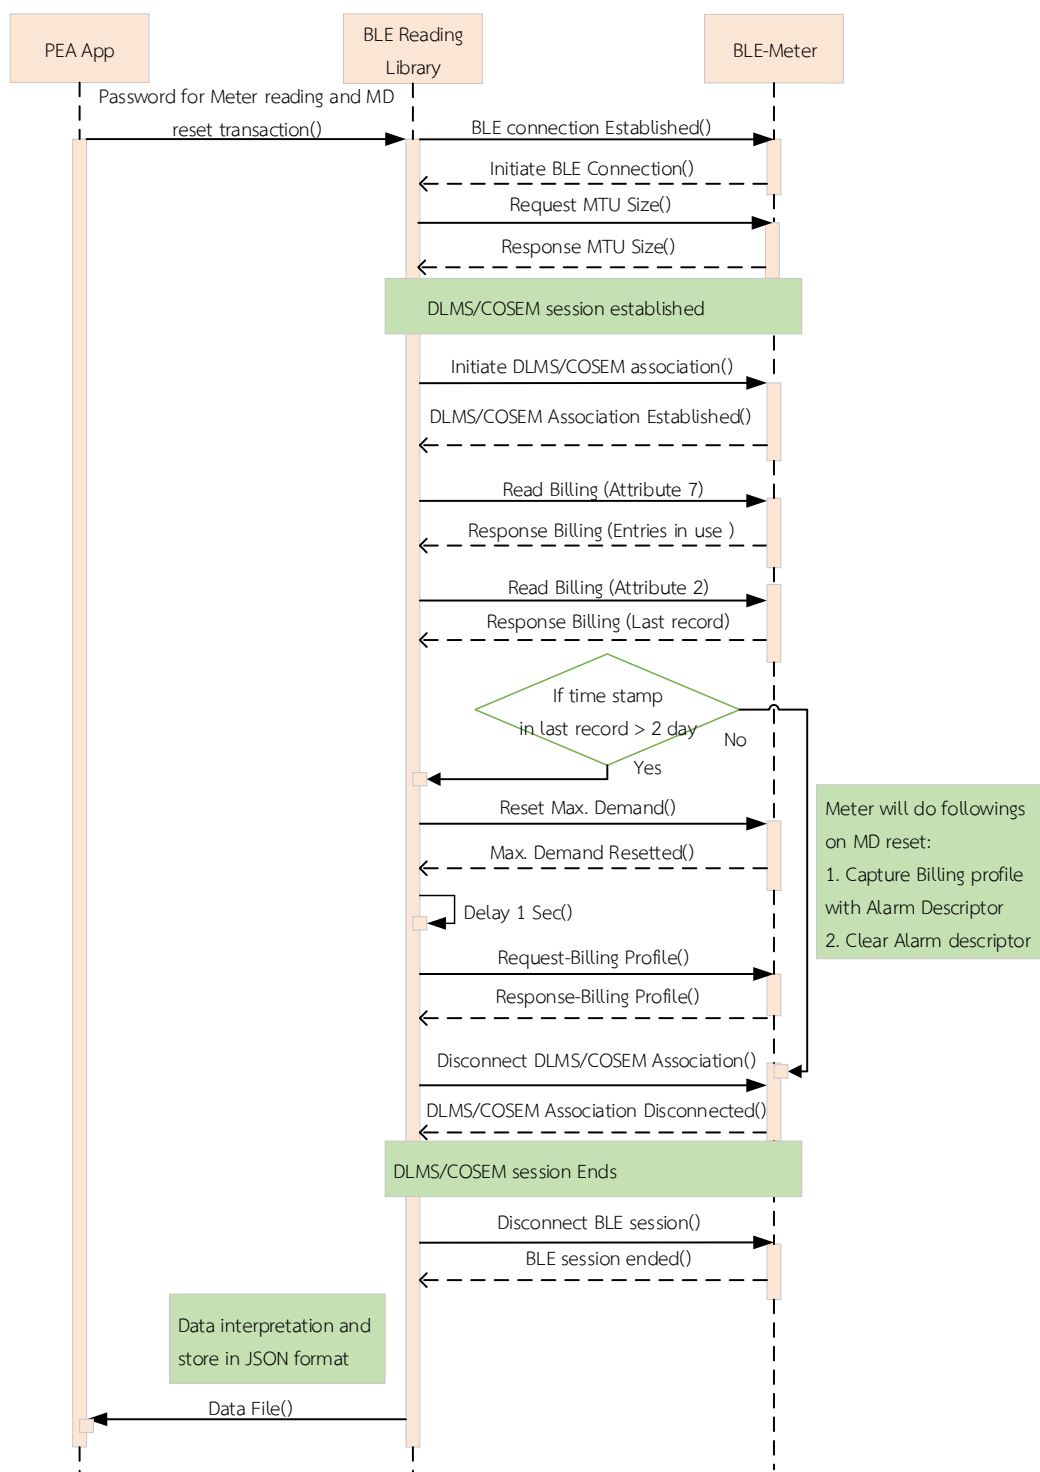 PEA App
BLE Reading
Library
BLE-Meter
Password for Meter reading and MD
reset transaction()
BLE connection Established()
Initiate BLE Connection()
Request MTU Size()
Response MTU Size()
DLMS/COSEM session established
Initiate DLMS/COSEM association()
DLMS/COSEM Association Established()
Read Billing (Attribute 7)
Response Billing (Entries in use )
Read Billing (Attribute 2)
Response Billing (Last record)
If time stamp
in last record > 2 day
No
Yes
Reset Max. Demand()
Max. Demand Resetted()
Delay 1 Sec()
Meter will do followings
on MD reset:
1. Capture Billing profile
with Alarm Descriptor
2. Clear Alarm descriptor
Request-Billing Profile()
Response-Billing Profile()
Disconnect DLMS/COSEM Association()
DLMS/COSEM Association Disconnected()
DLMS/COSEM session Ends
Disconnect BLE session()
BLE session ended()
Data interpretation and
store in JSON format
Data File()